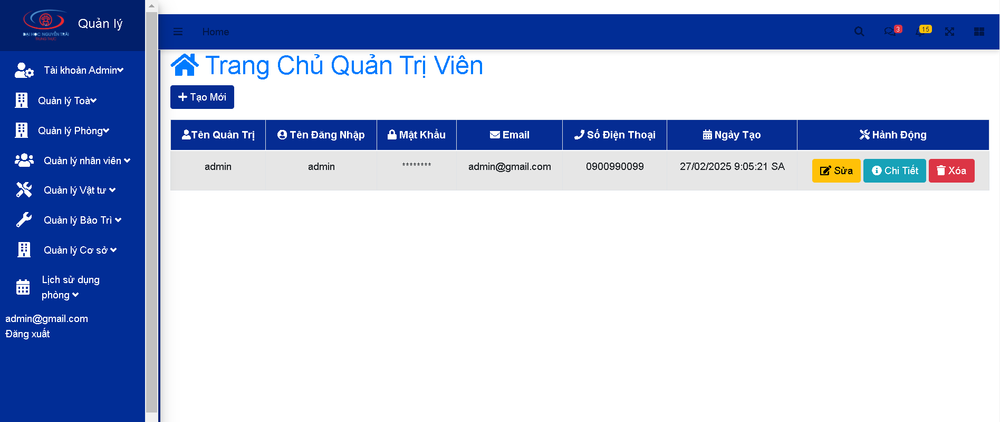 ĐẠI HỌC NGUYỄN TRÃI
TRUNG THỰC
Quản lý
Tài khoản Admin
Quản lý Toà
Quản lý Phòng
Quản lý nhân viên
Quản lý Vật tư
Quản lý Bảo Trì
Quản lý Cơ sở
Lịch sử dụng
phòng
admin@gmail.com
Đăng xuất
Home
3
15
Trang Chủ Quản Trị Viên
Tạo Mới
Tên Quản Trị Tên Đăng Nhập Mật Khẩu Email Số Điện Thoại Ngày Tạo Hành Động
admin admin ******** admin@gmail.com 0900990099 27/02/2025 9:05:21 SA Sửa Chi Tiết Xóa